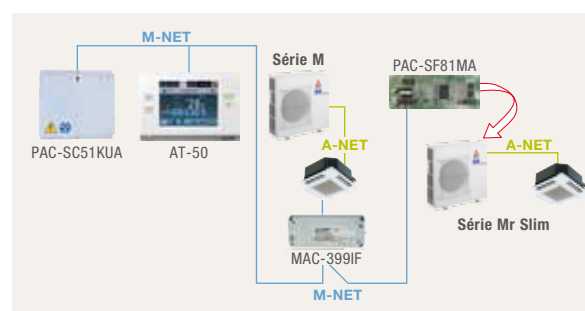 M-NET
Série M
PAC-SF81MA
PAC-SC51KUA
AT-50
A-NET
A-NET
Série Mr Slim
MAC-399IF
M-NET